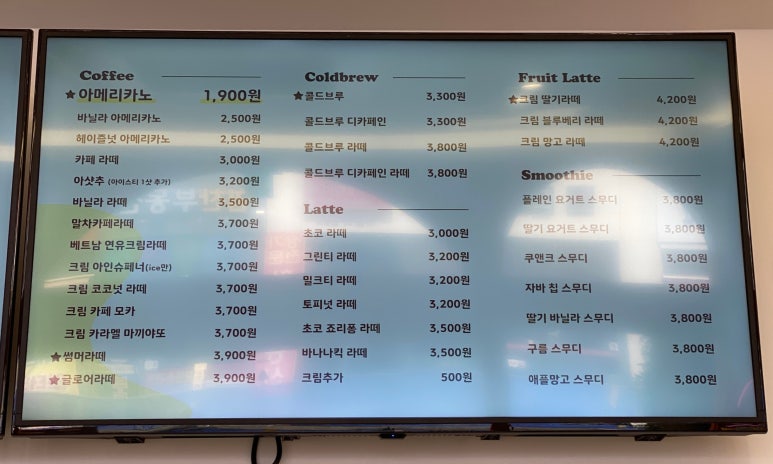 Coffee
★아메리카노 1,900원
바닐라 아메리카노 2,500원
헤이즐넛 아메리카노 2,500원
카페 라떼 3,000원
아샷추 (아이스티 1샷 추가) 3,200원
바닐라 라떼 3,500원
말차카페라떼 3,700원
베트남 연유크림라떼 3,700원
크림 아인슈페너(ice만) 3,700원
크림 코코넛 라떼 3,700원
크림 카페 모카 3,700원
크림 카라멜 마끼야또 3,700원
★썸머라떼 3,900원
★글로어라떼 3,900원
Coldbrew
★콜드브루 3,300원
콜드브루 디카페인 3,300원
콜드브루 라떼 3,800원
콜드브루 디카페인 라떼 3,800원
Latte
초코 라떼 3,000원
그린티 라떼 3,200원
밀크티 라떼 3,200원
토피넛 라떼 3,200원
초코 죠리퐁 라떼 3,500원
바나나킥 라떼 3,500원
크림추가 500원
Fruit Latte
★크림 딸기라떼 4,200원
크림 블루베리 라떼 4,200원
크림 망고 라떼 4,200원
Smoothie
플레인 요거트 스무디 3,800원
딸기 요거트 스무디 3,800원
쿠앤크 스무디 3,800원
자바 칩 스무디 3,800원
딸기 바닐라 스무디 3,800원
구름 스무디 3,800원
애플망고 스무디 3,800원